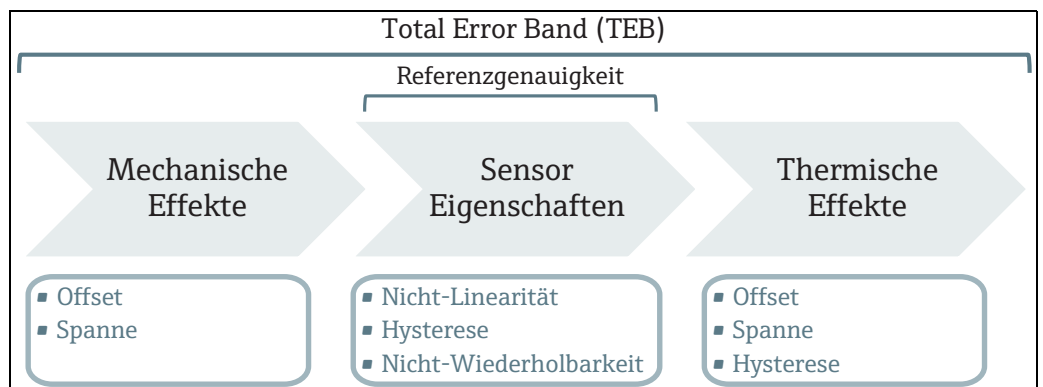 Total Error Band (TEB)
Referenzgenauigkeit
Mechanische
Effekte
Sensor
Eigenschaften
Thermische
Effekte
▪ Offset
▪ Spanne
▪ Nicht-Linearität
▪ Hysterese
▪ Nicht-Wiederholbarkeit
▪ Offset
▪ Spanne
▪ Hysterese